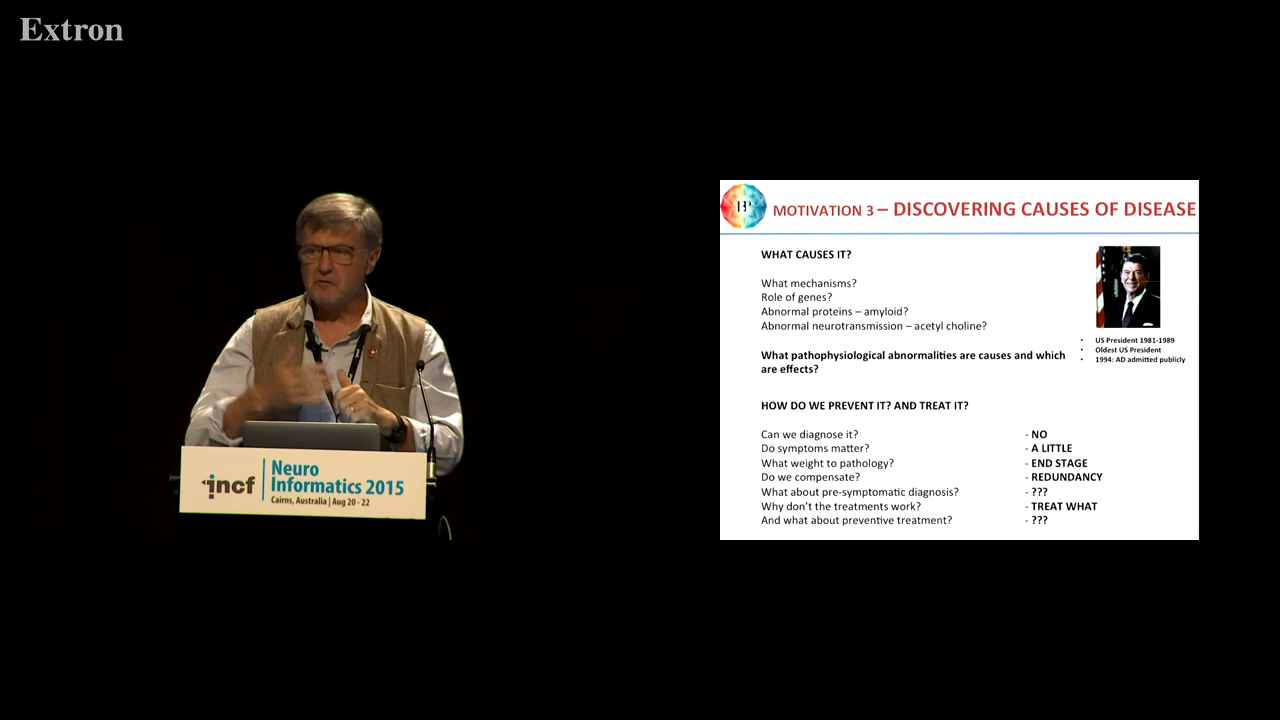 Extron
incf
Neuro
Informatics 2015
Cairns, Australia | Aug 20 - 22
MOTIVATION 3 – DISCOVERING CAUSES OF DISEASE
WHAT CAUSES IT?
What mechanisms?
Role of genes?
Abnormal proteins – amyloid?
Abnormal neurotransmission – acetyl choline?
What pathophysiological abnormalities are causes and which
are effects?
• US President 1981-1989
• Oldest US President
• 1994: AD admitted publicly
HOW DO WE PREVENT IT? AND TREAT IT?
Can we diagnose it? - NO
Do symptoms matter? - A LITTLE
What weight to pathology? - END STAGE
Do we compensate? - REDUNDANCY
What about pre-symptomatic diagnosis? - ???
Why don't the treatments work? - TREAT WHAT
And what about preventive treatment? - ???